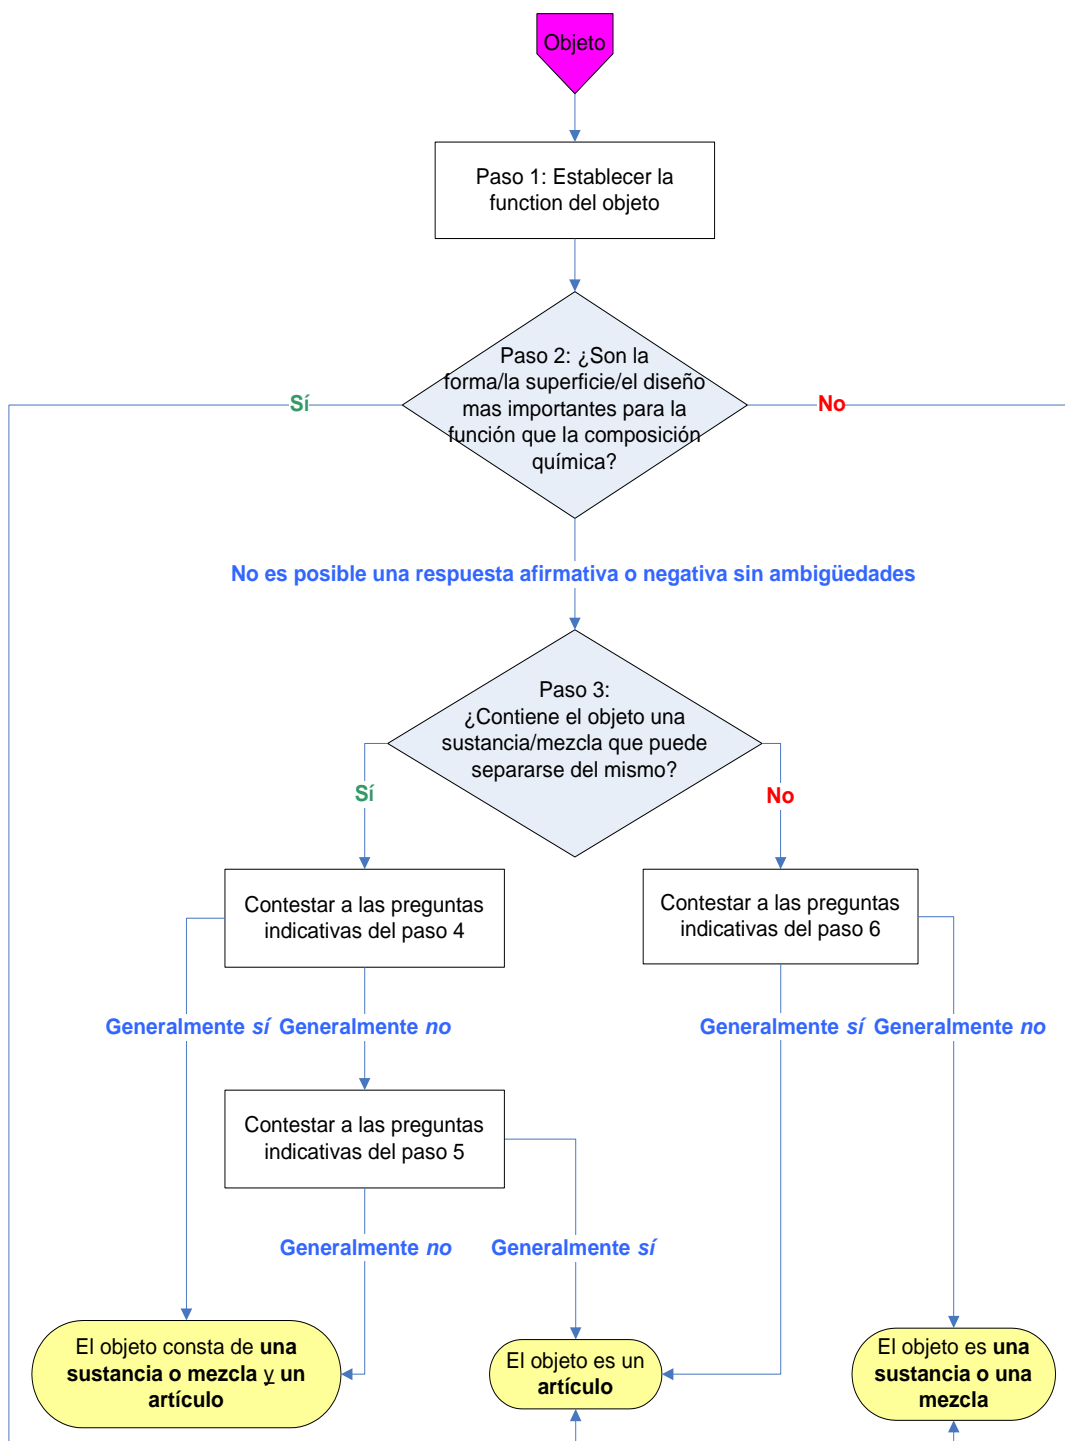 Objeto
Paso 1: Establecer la
function del objeto
Paso 2: ¿Son la
forma/la superficie/el diseño
mas importantes para la
función que la composición
química?
Sí
No
No es posible una respuesta afirmativa o negativa sin ambigüedades
Paso 3:
¿Contiene el objeto una
sustancia/mezcla que puede
separarse del mismo?
Sí
No
Contestar a las preguntas
indicativas del paso 4
Contestar a las preguntas
indicativas del paso 6
Generalmente sí
Generalmente no
Generalmente sí
Generalmente no
Contestar a las preguntas
indicativas del paso 5
Generalmente no
Generalmente sí
El objeto consta de una
sustancia o mezcla y un
artículo
El objeto es un
artículo
El objeto es una
sustancia o una
mezcla